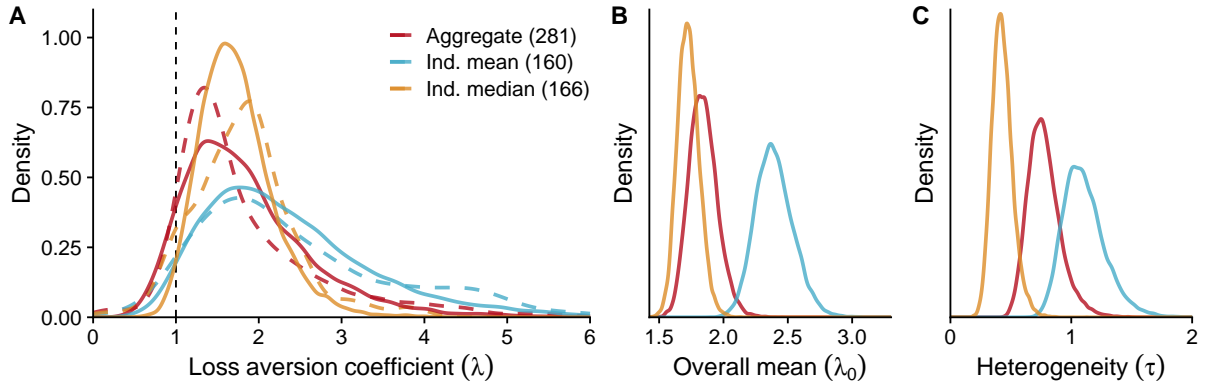 A
Density
0.00
0.25
0.50
0.75
1.00
0
1
2
3
4
5
6
Loss aversion coefficient (λ)
Aggregate (281)
Ind. mean (160)
Ind. median (166)
B
Density
1.5
2.0
2.5
3.0
Overall mean (λ₀)
C
Density
0
1
2
Heterogeneity (τ)